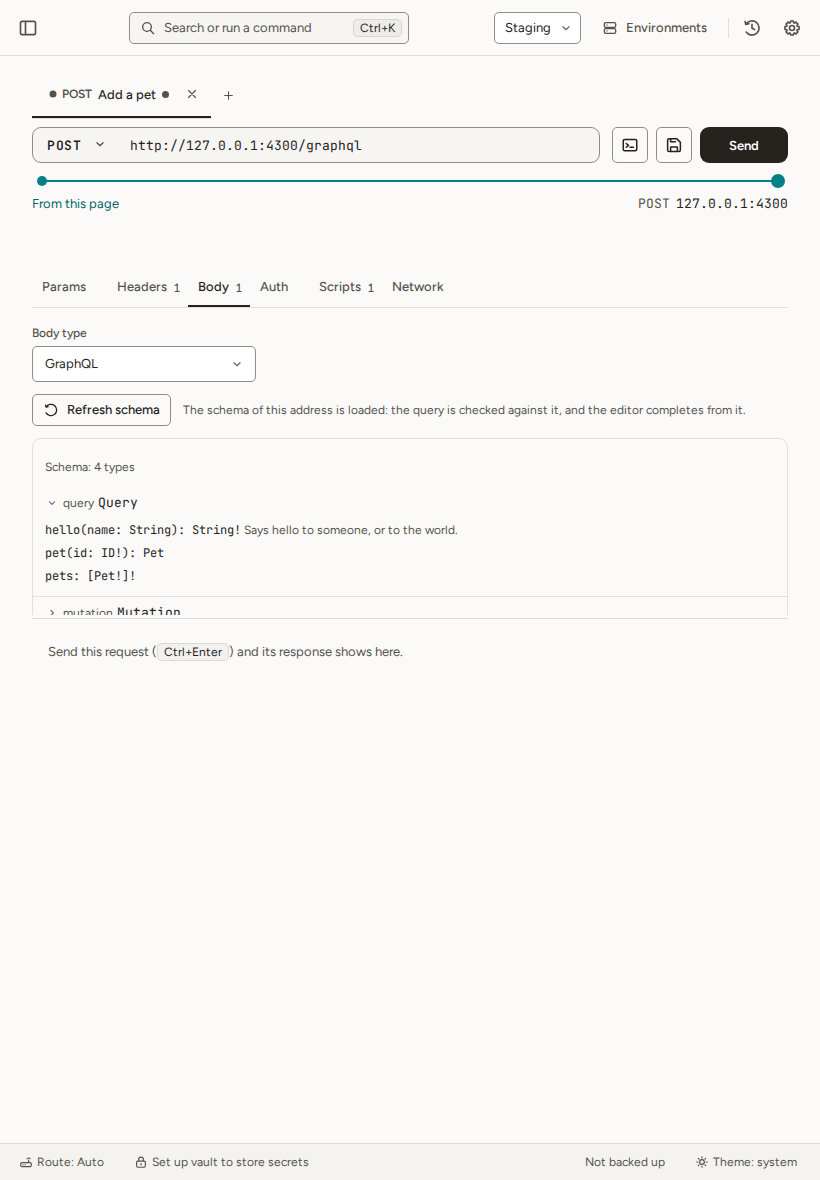 Search or run a command Ctrl+K Staging Environments
POST Add a pet
POST http://127.0.0.1:4300/graphql Send
From this page POST 127.0.0.1:4300
Params Headers 1 Body 1 Auth Scripts 1 Network
Body type
GraphQL
Refresh schema The schema of this address is loaded: the query is checked against it, and the editor completes from it.
Schema: 4 types
query Query
hello(name: String): String! Says hello to someone, or to the world.
pet(id: ID!): Pet
pets: [Pet!]!
mutation Mutation
Send this request (Ctrl+Enter) and its response shows here.
Route: Auto Set up vault to store secrets Not backed up Theme: system